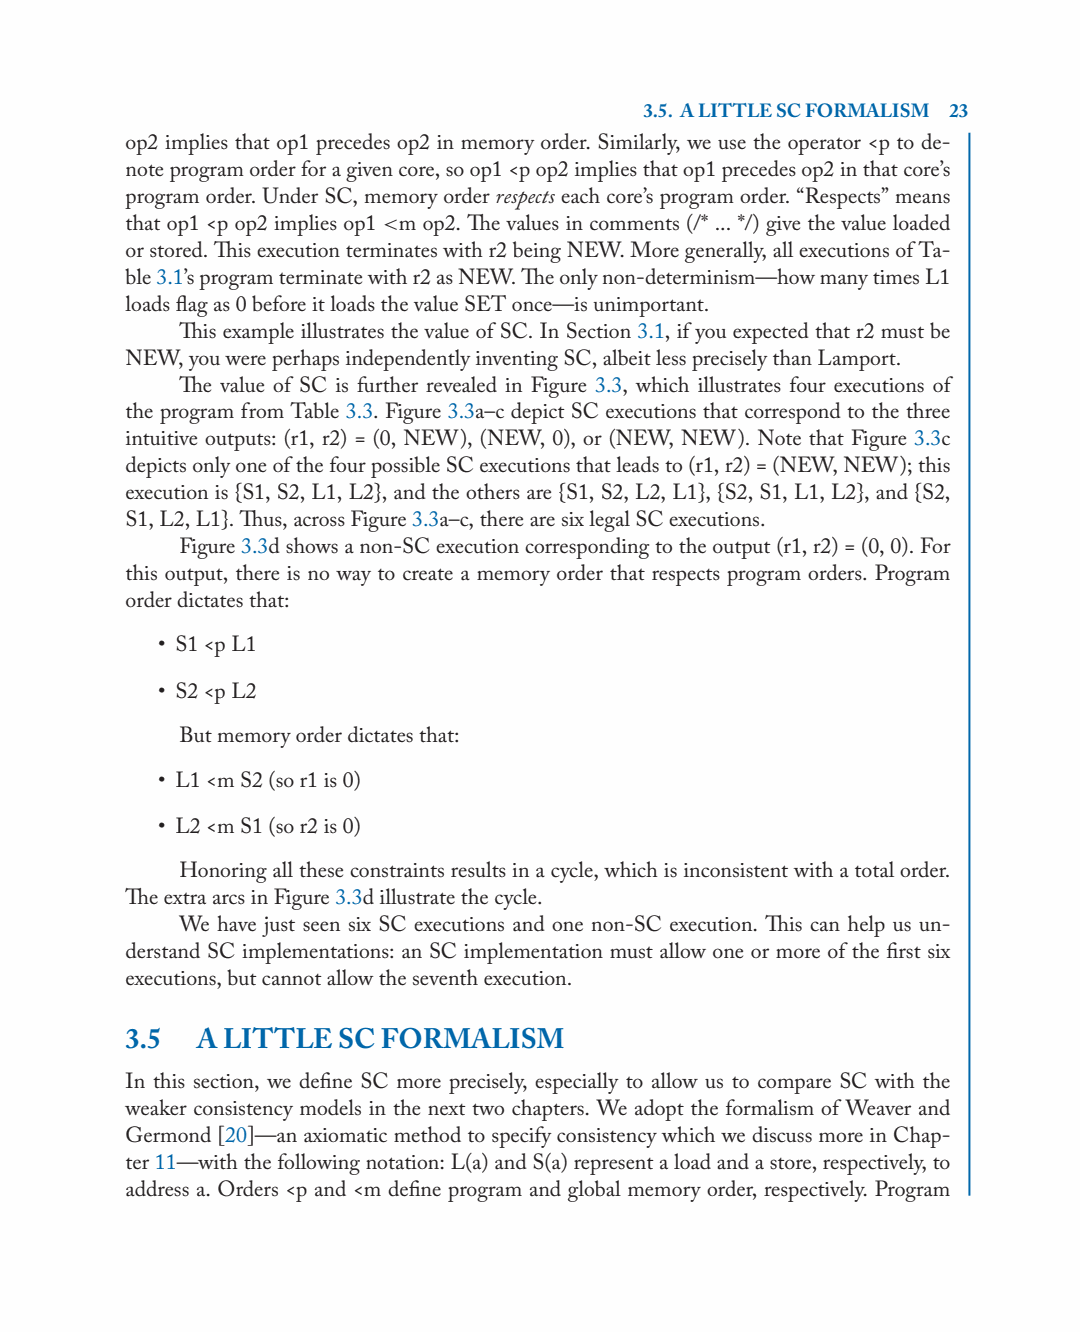 3.5. A LITTLE SC FORMALISM 23
op2 implies that op1 precedes op2 in memory order. Similarly, we use the operator <p to de-
note program order for a given core, so op1 <p op2 implies that op1 precedes op2 in that core’s
program order. Under SC, memory order respects each core’s program order. “Respects” means
that op1 <p op2 implies op1 <m op2. The values in comments (/* ... */) give the value loaded
or stored. This execution terminates with r2 being NEW. More generally, all executions of Ta-
ble 3.1’s program terminate with r2 as NEW. The only non-determinism—how many times L1
loads flag as 0 before it loads the value SET once—is unimportant.
This example illustrates the value of SC. In Section 3.1, if you expected that r2 must be
NEW, you were perhaps independently inventing SC, albeit less precisely than Lamport.
The value of SC is further revealed in Figure 3.3, which illustrates four executions of
the program from Table 3.3. Figure 3.3a–c depict SC executions that correspond to the three
intuitive outputs: (r1, r2) = (0, NEW), (NEW, 0), or (NEW, NEW). Note that Figure 3.3c
depicts only one of the four possible SC executions that leads to (r1, r2) = (NEW, NEW); this
execution is {S1, S2, L1, L2}, and the others are {S1, S2, L2, L1}, {S2, S1, L1, L2}, and {S2,
S1, L2, L1}. Thus, across Figure 3.3a–c, there are six legal SC executions.
Figure 3.3d shows a non-SC execution corresponding to the output (r1, r2) = (0, 0). For
this output, there is no way to create a memory order that respects program orders. Program
order dictates that:
• S1 <p L1
• S2 <p L2
But memory order dictates that:
• L1 <m S2 (so r1 is 0)
• L2 <m S1 (so r2 is 0)
Honoring all these constraints results in a cycle, which is inconsistent with a total order.
The extra arcs in Figure 3.3d illustrate the cycle.
We have just seen six SC executions and one non-SC execution. This can help us un-
derstand SC implementations: an SC implementation must allow one or more of the first six
executions, but cannot allow the seventh execution.
3.5 A LITTLE SC FORMALISM
In this section, we define SC more precisely, especially to allow us to compare SC with the
weaker consistency models in the next two chapters. We adopt the formalism of Weaver and
Germond [20]—an axiomatic method to specify consistency which we discuss more in Chap-
ter 11—with the following notation: L(a) and S(a) represent a load and a store, respectively, to
address a. Orders <p and <m define program and global memory order, respectively. Program